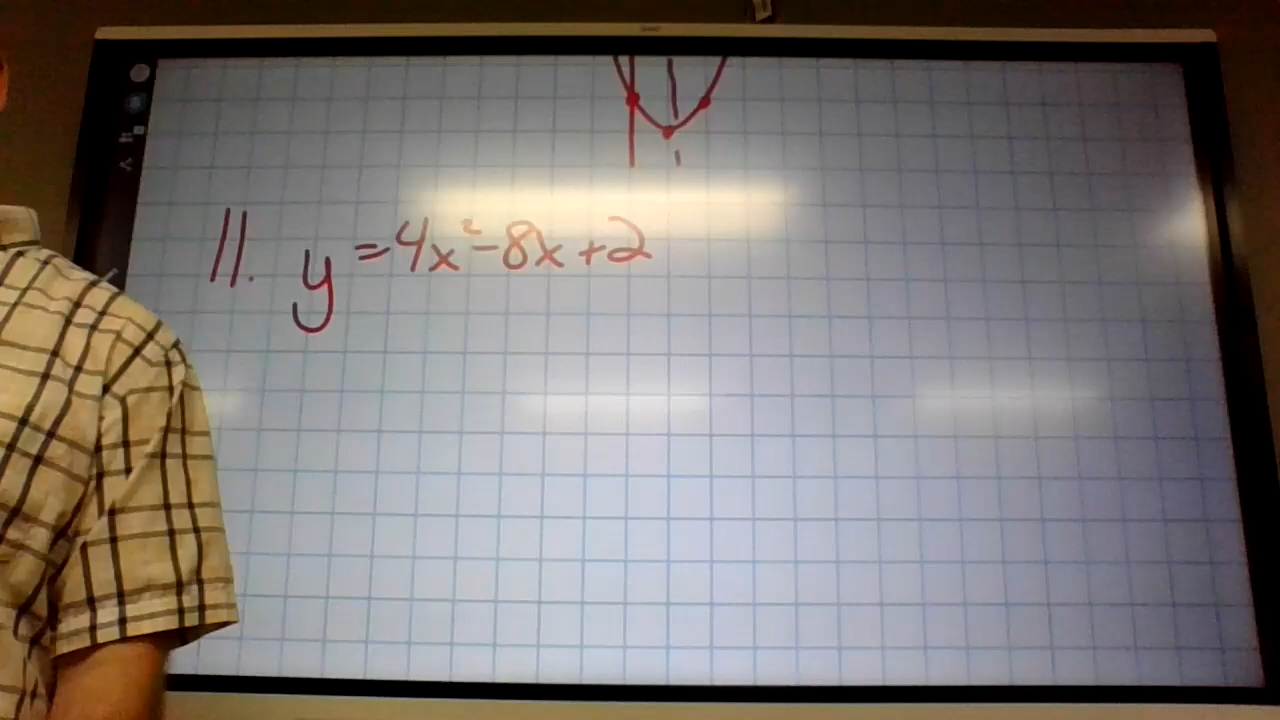 11. y = 4x² - 8x + 2